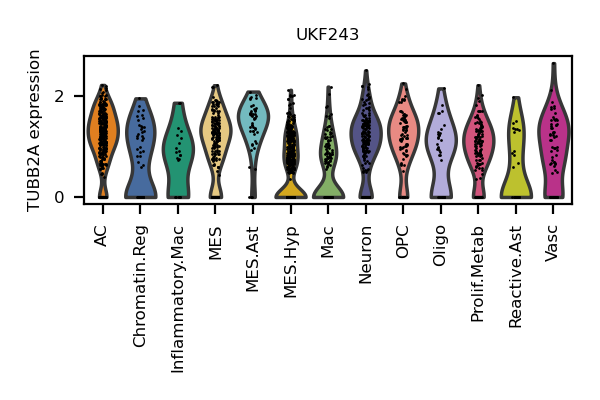 UKF243
TUBB2A expression
2
0
AC
Chromatin.Reg
Inflammatory.Mac
MES
MES.Ast
MES.Hyp
Mac
Neuron
OPC
Oligo
Prolif.Metab
Reactive.Ast
Vasc